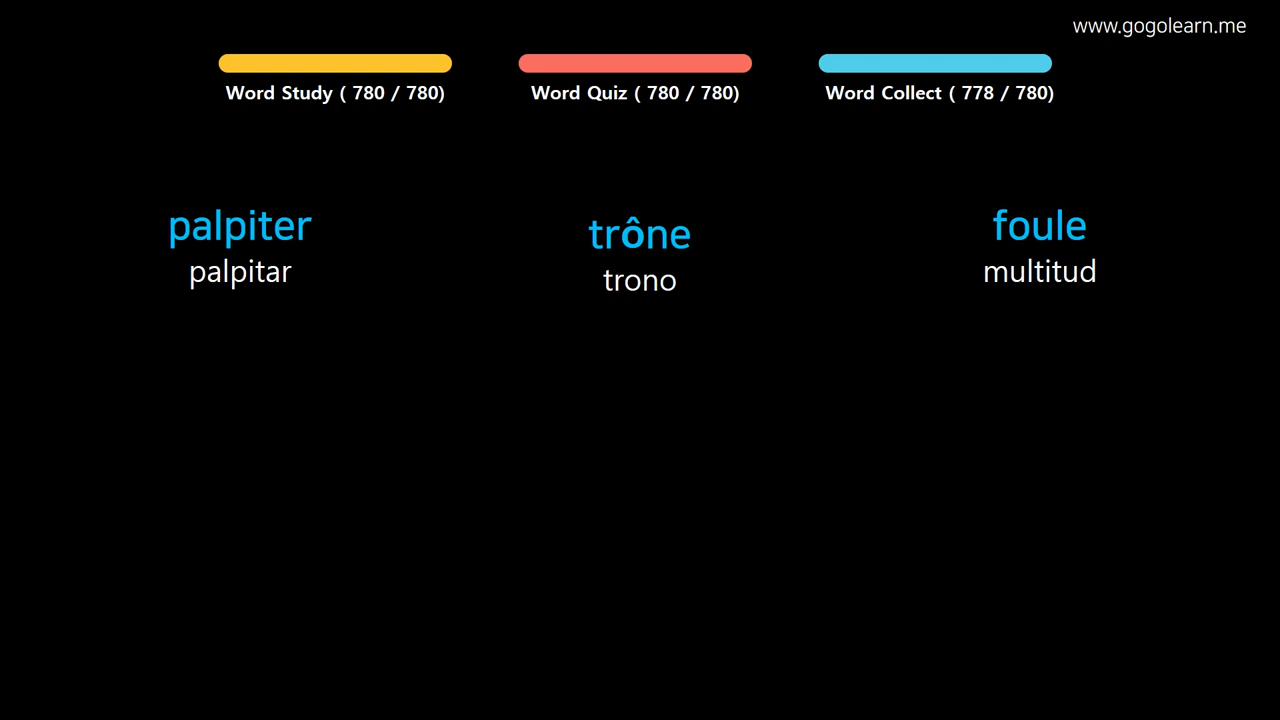 www.gogolearn.me
Word Study ( 780 / 780)
Word Quiz ( 780 / 780)
Word Collect ( 778 / 780)
palpiter
palpitar
trône
trono
foule
multitud